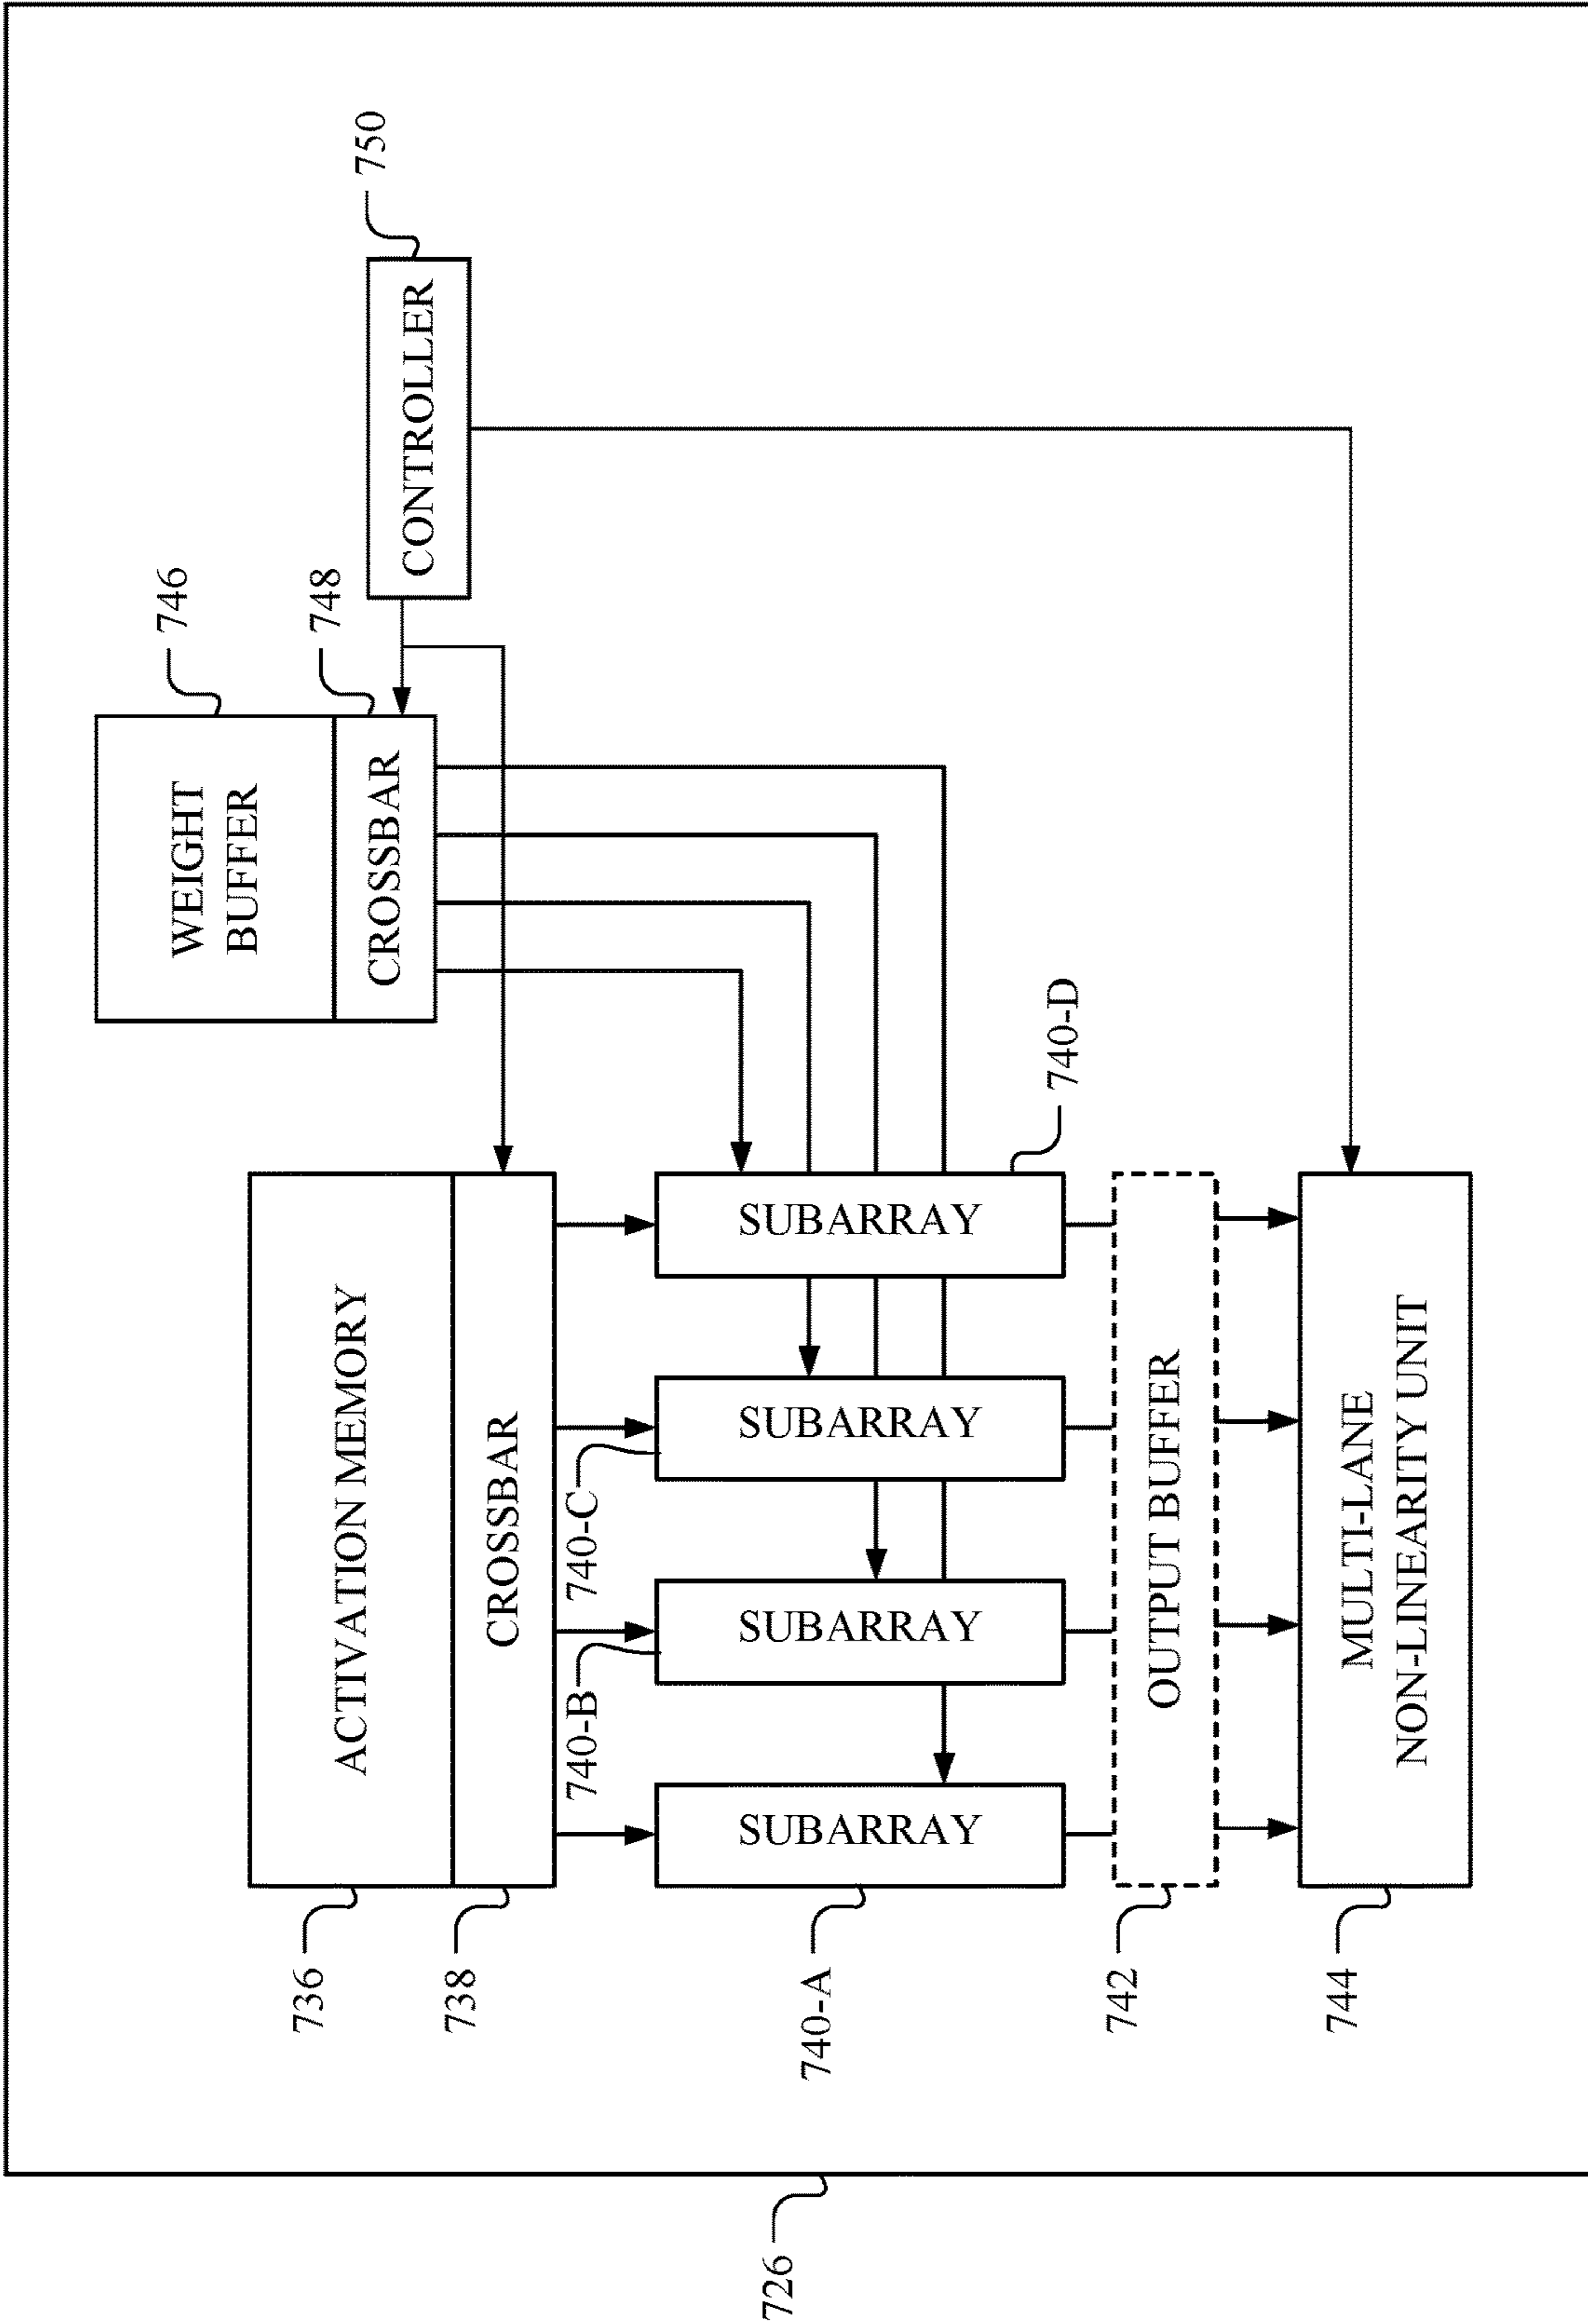 726
736
ACTIVATION MEMORY
738
CROSSBAR
740-B
740-C
740-A
SUBARRAY
SUBARRAY
SUBARRAY
SUBARRAY
740-D
742
OUTPUT BUFFER
744
MULTI-LANE
NON-LINEARITY UNIT
WEIGHT
BUFFER
746
CROSSBAR
748
CONTROLLER
750